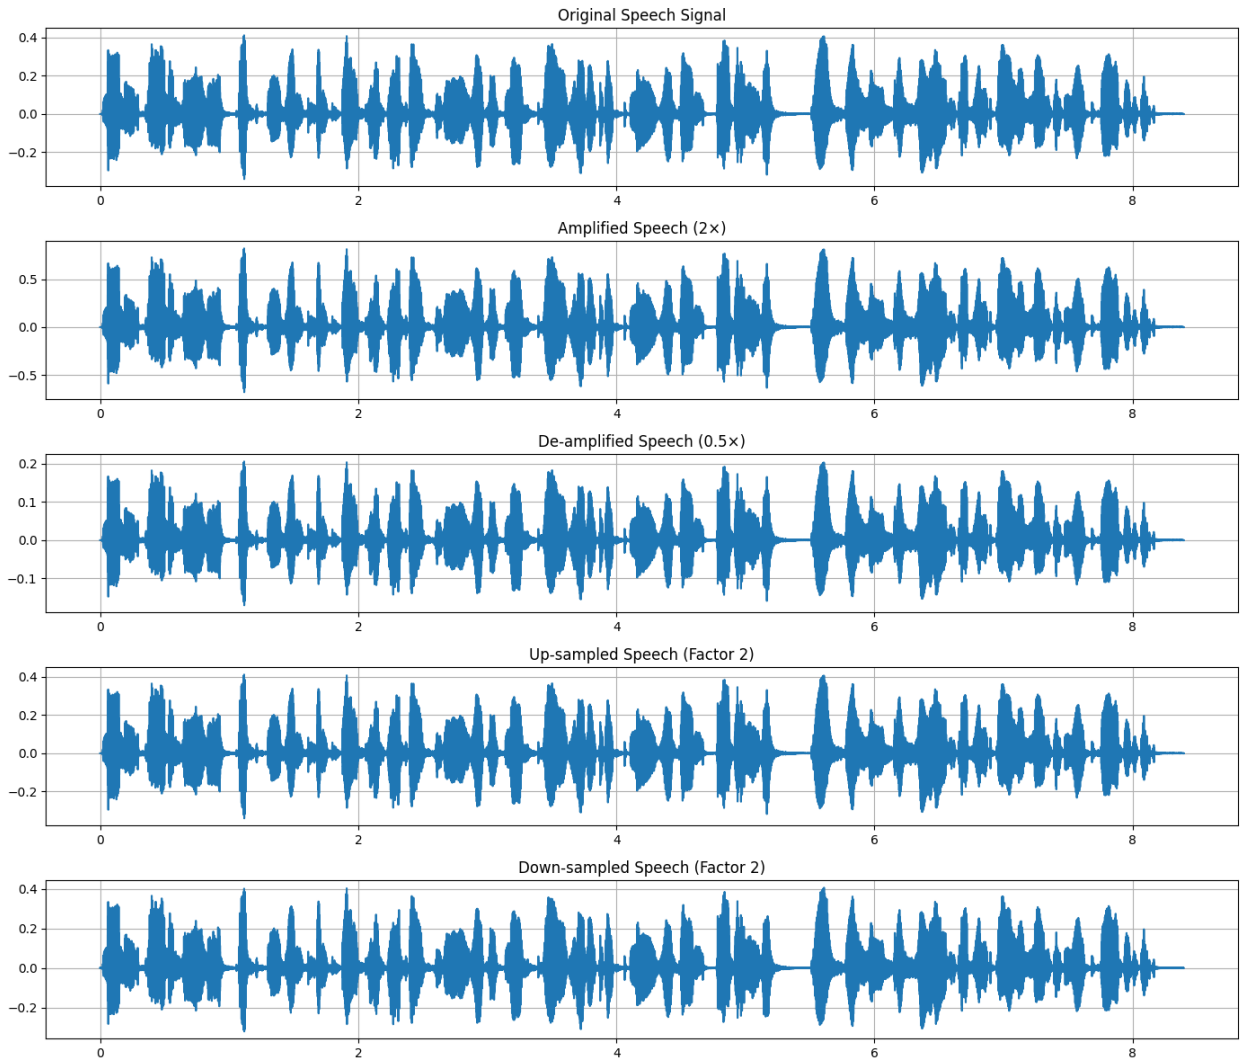 Original Speech Signal
0.4
0.2
0.0
−0.2
0 2 4 6 8
Amplified Speech (2×)
0.5
0.0
−0.5
0 2 4 6 8
De-amplified Speech (0.5×)
0.2
0.1
0.0
−0.1
0 2 4 6 8
Up-sampled Speech (Factor 2)
0.4
0.2
0.0
−0.2
0 2 4 6 8
Down-sampled Speech (Factor 2)
0.4
0.2
0.0
−0.2
0 2 4 6 8